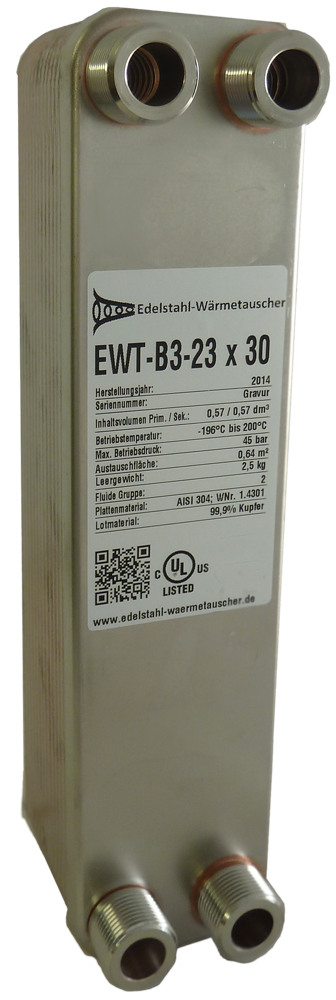 Edelstahl-Wärmetauscher
EWT-B3-23 x 30
Herstellungsjahr: 2014
Seriennummer: Gravur
Inhaltsvolumen Prim. / Sek.: 0,57 / 0,57 dm³
Betriebstemperatur: -196°C bis 200°C
Max. Betriebsdruck: 45 bar
Austauschfläche: 0,64 m²
Leergewicht: 2,5 kg
Fluide Gruppe: 2
Plattenmaterial: AISI 304; WNr. 1.4301
Lotmaterial: 99,9% Kupfer
C UL US
LISTED
www.edelstahl-waermetauscher.de